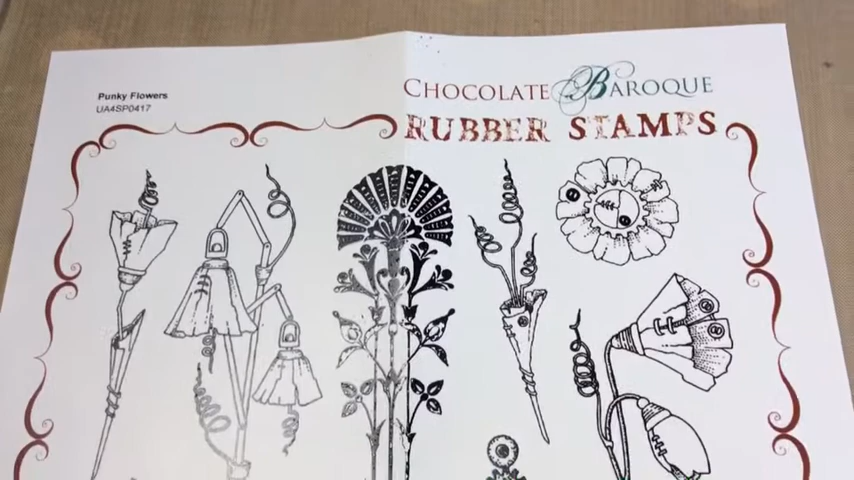 Punky Flowers
UA4SP0417
CHOCOLATE BAROQUE
RUBBER STAMPS